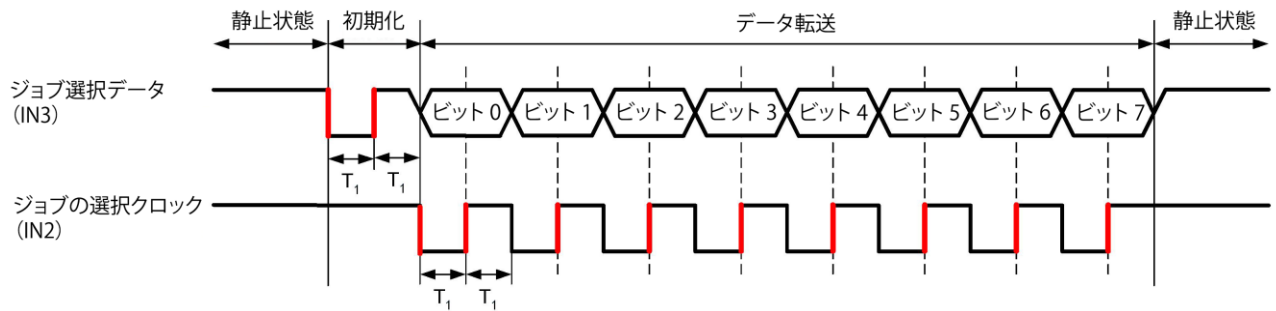 静止状態 初期化 データ転送 静止状態
ジョブ選択データ
(IN3)
ビット 0 ビット 1 ビット 2 ビット 3 ビット 4 ビット 5 ビット 6 ビット 7
T1 T1
ジョブの選択クロック
(IN2)
T1 T1